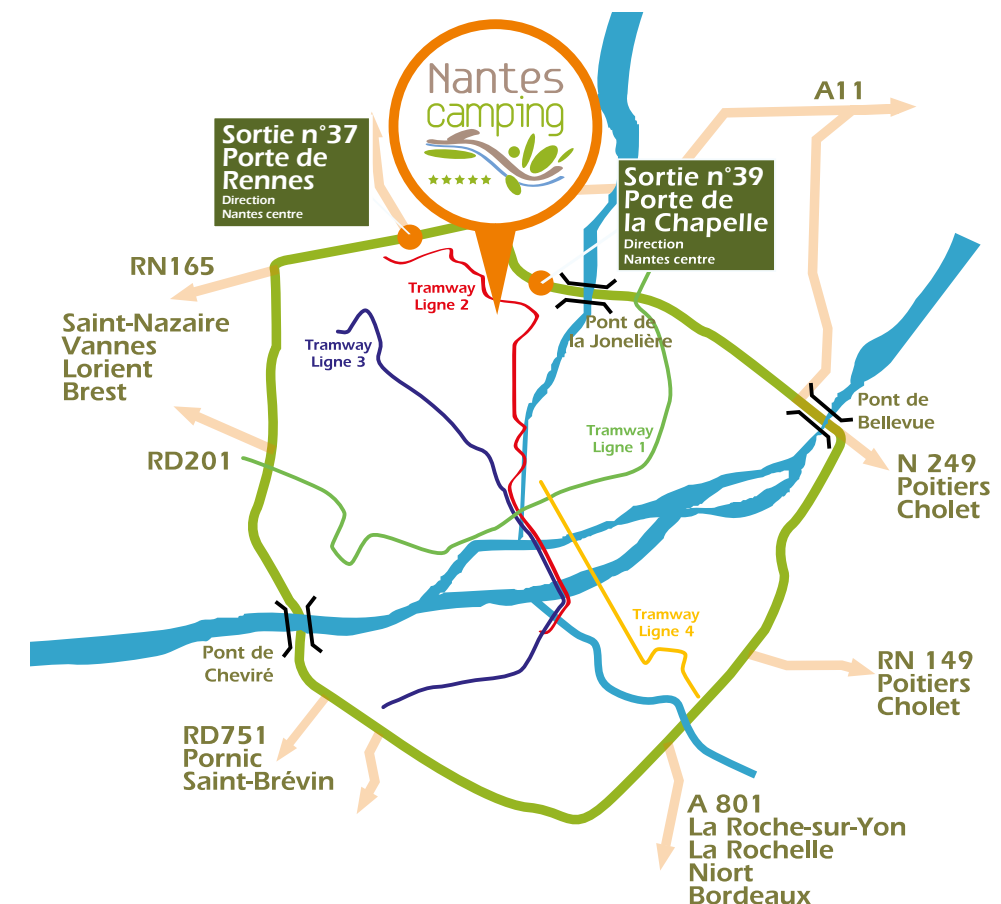 Nantes
camping
Sortie n°37
Porte de
Rennes
Direction
Nantes centre
A11
Sortie n°39
Porte de
la Chapelle
Direction
Nantes centre
RN165
Saint-Nazaire
Vannes
Lorient
Brest
Tramway
Ligne 2
Tramway
Ligne 3
Pont de
la Jonelière
Tramway
Ligne 1
Pont de
Bellevue
RD201
N 249
Poitiers
Cholet
Tramway
Ligne 4
Pont de
Cheviré
RN 149
Poitiers
Cholet
RD751
Pornic
Saint-Brévin
A 801
La Roche-sur-Yon
La Rochelle
Niort
Bordeaux